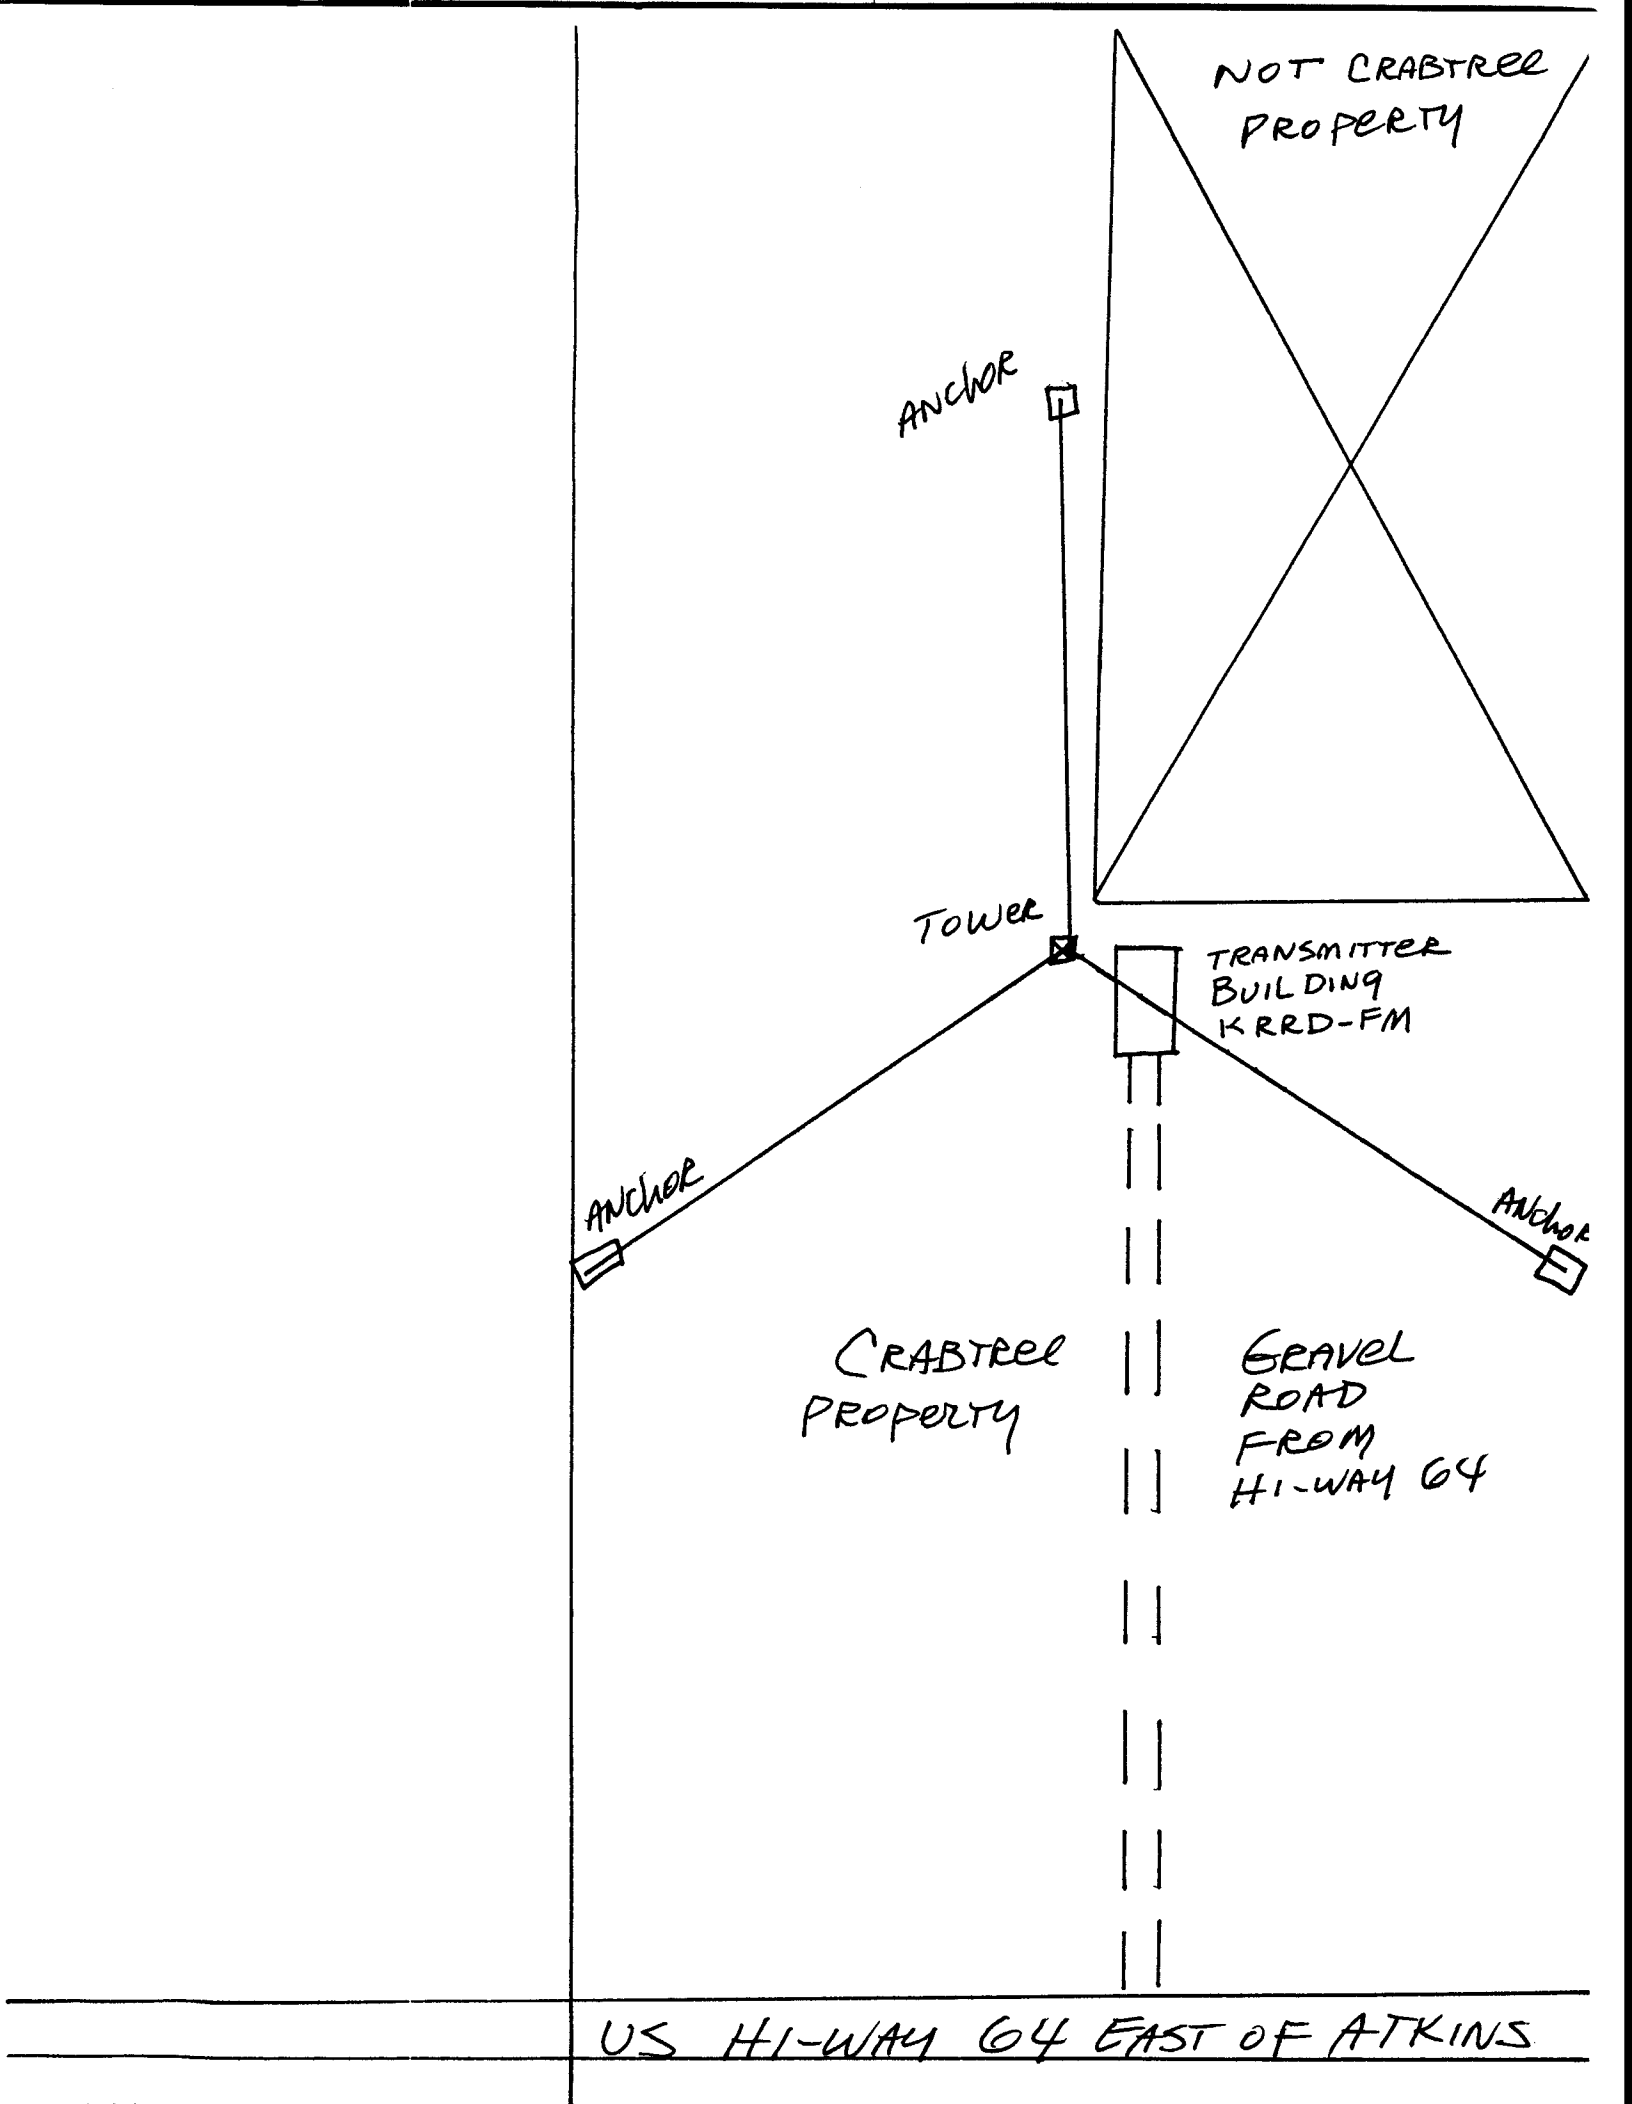 NOT CRABTREE
PROPERTY
ANCHOR
TOWER
TRANSMITTER
BUILDING
KRRD-FM
ANCHOR
ANCHOR
CRABTREE
PROPERTY
GRAVEL
ROAD
FROM
HI-WAY 64
US HI-WAY 64 EAST OF ATKINS